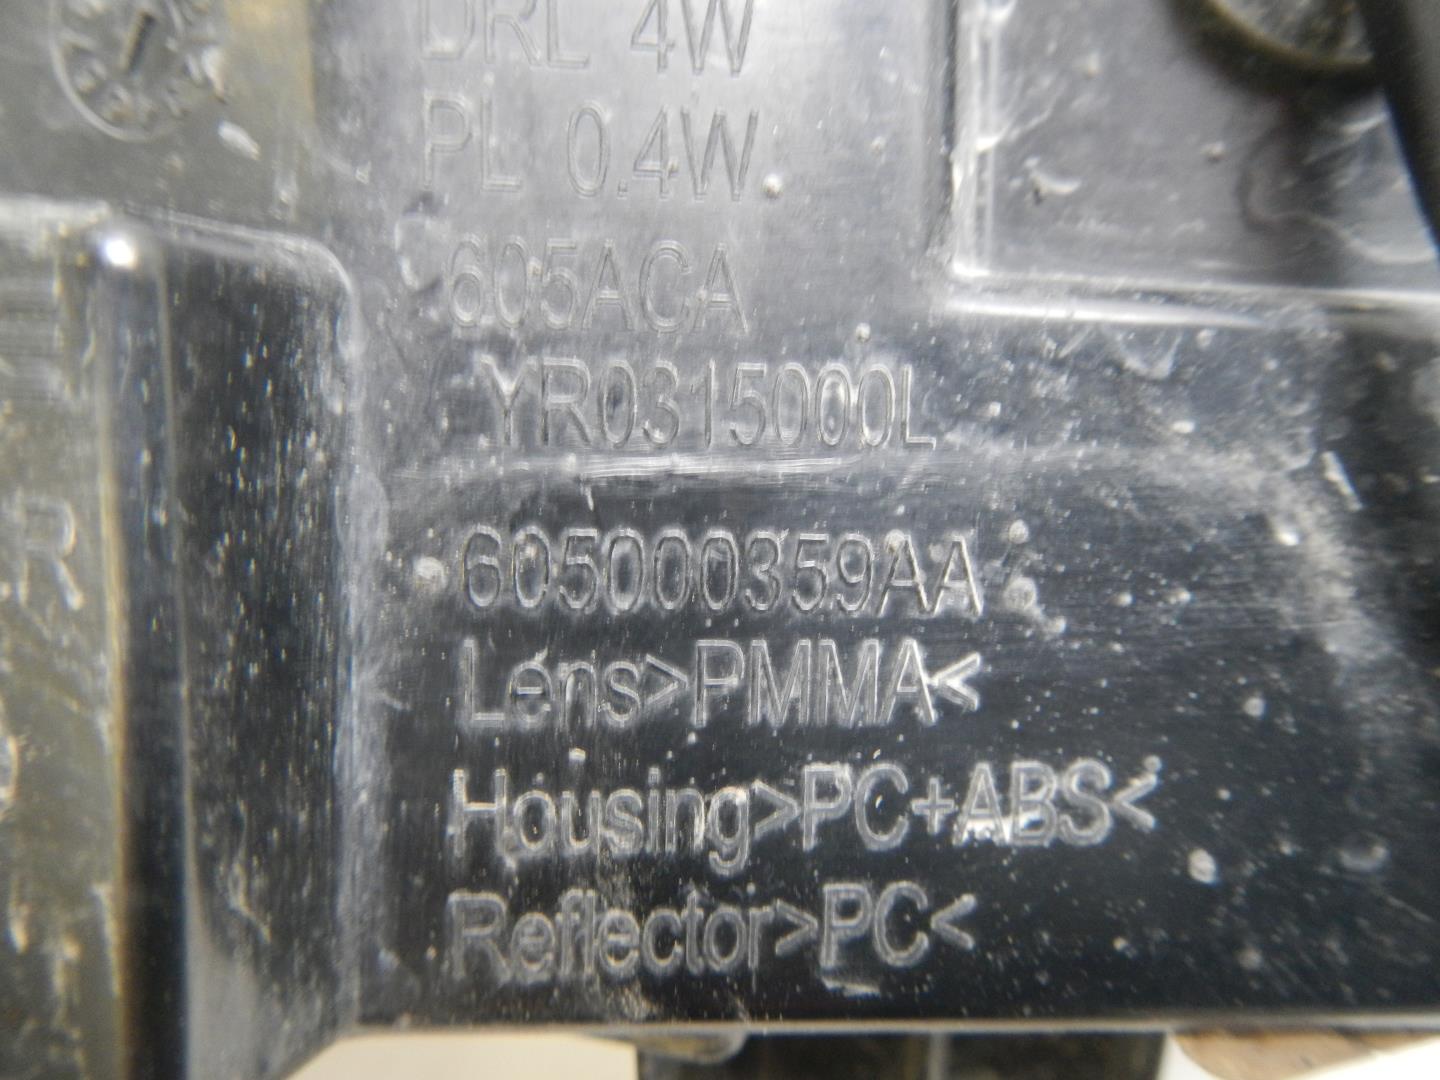 DRL 4W
PL 0.4W
605ACA
YR0315000L
605000359AA
Lens>PMMA<
Housing>PC+ABS<
Reflector>PC<
R